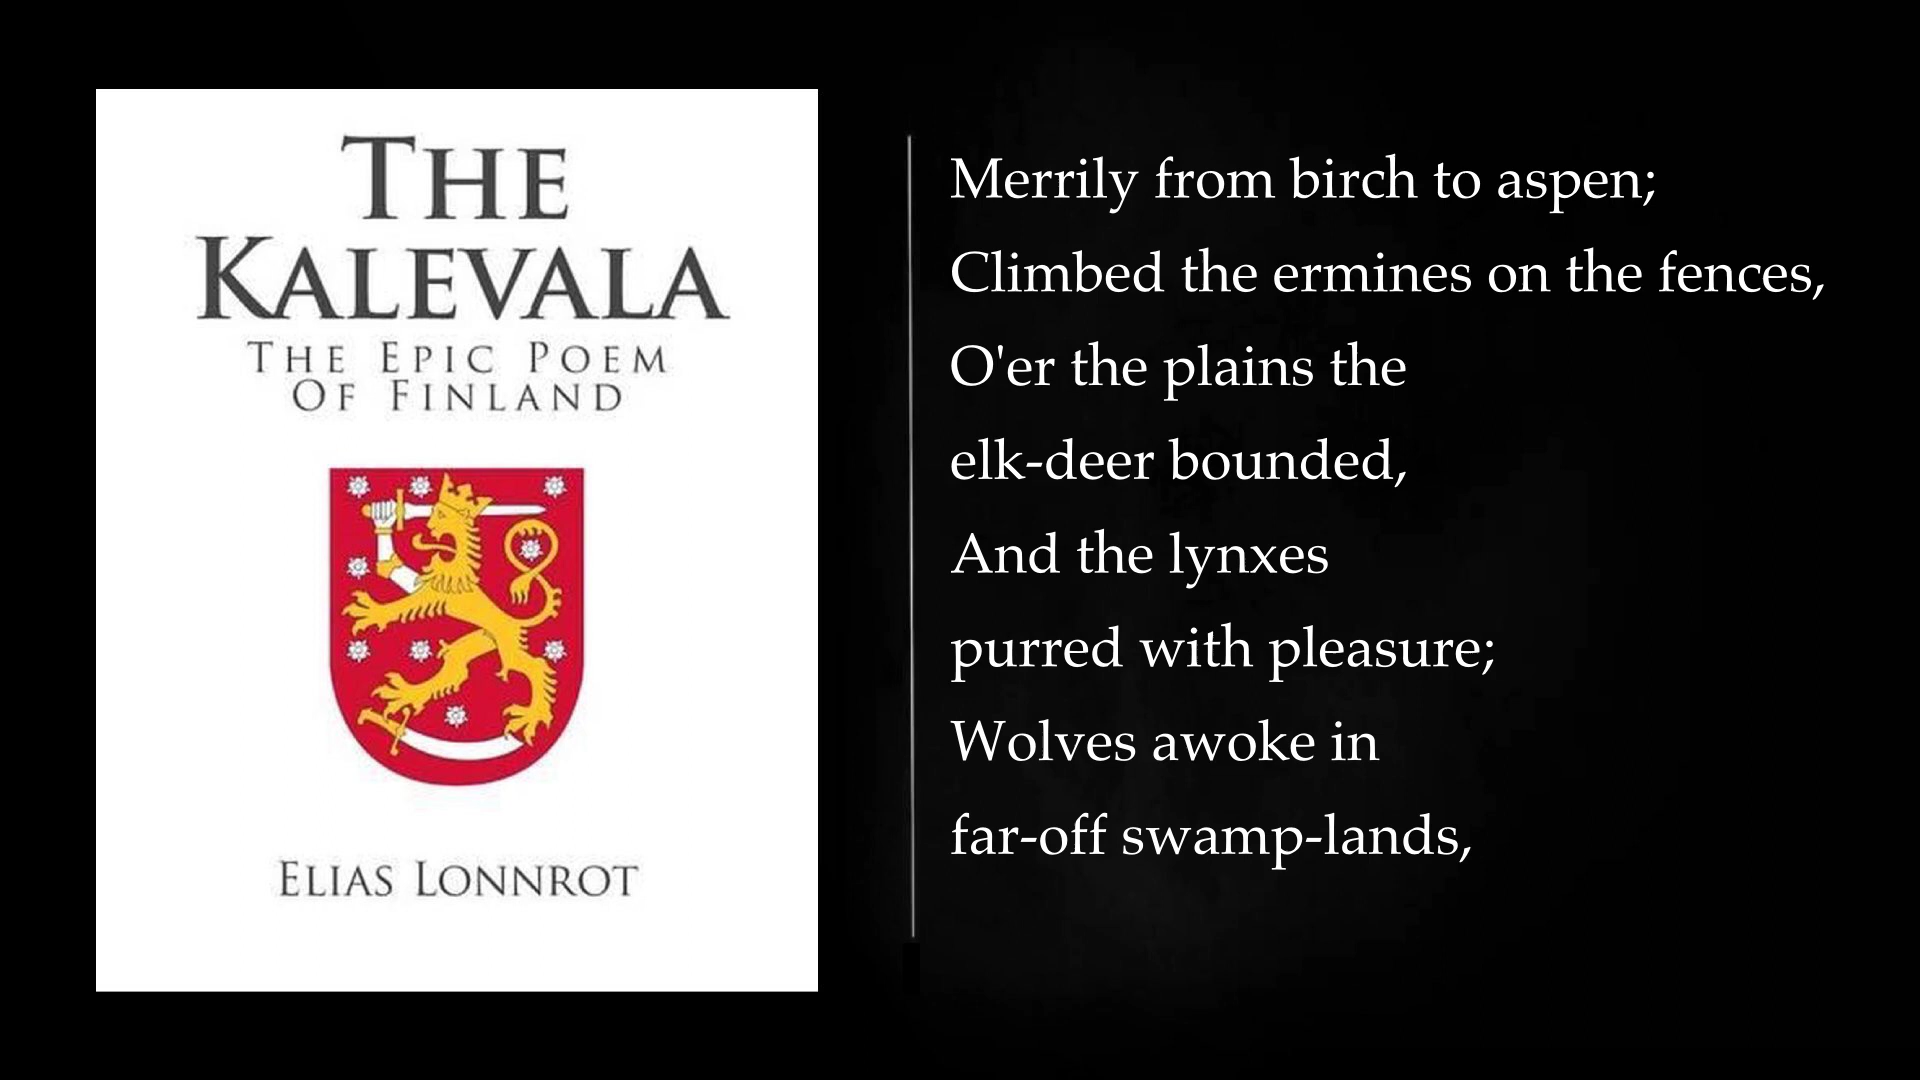 THE
KALEVALA
THE EPIC POEM
OF FINLAND
ELIAS LONNROT
Merrily from birch to aspen;
Climbed the ermines on the fences,
O'er the plains the
elk-deer bounded,
And the lynxes
purred with pleasure;
Wolves awoke in
far-off swamp-lands,